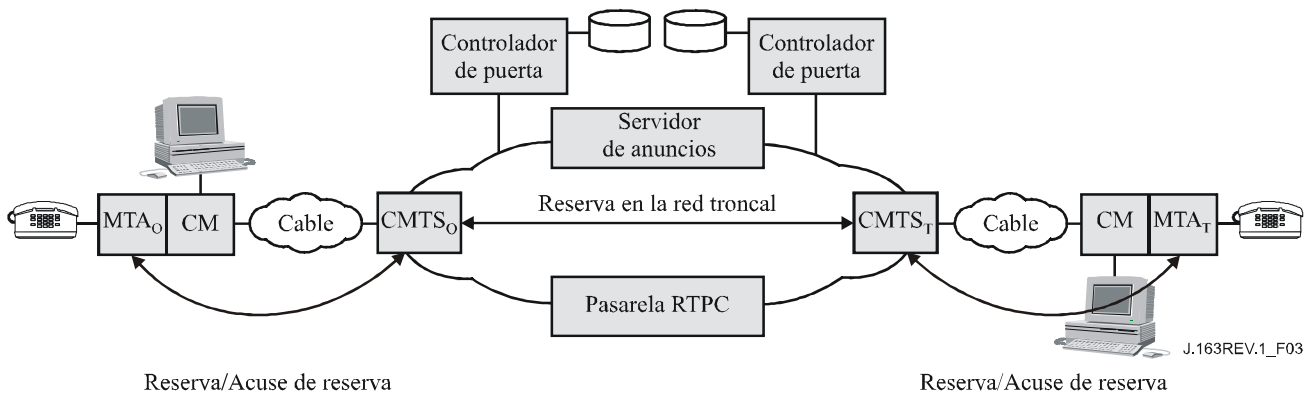 Controlador
de puerta
Controlador
de puerta
Servidor
de anuncios
MTAO
CM
Cable
CMTSO
Reserva en la red troncal
CMTST
Cable
CM
MTAT
Pasarela RTPC
J.163REV.1_F03
Reserva/Acuse de reserva
Reserva/Acuse de reserva